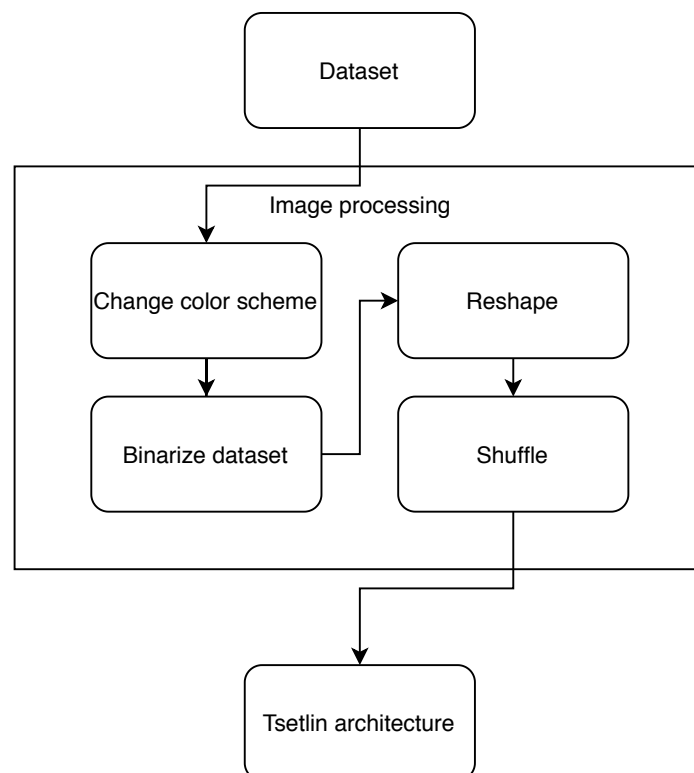 Dataset
Image processing
Change color scheme
Reshape
Binarize dataset
Shuffle
Tsetlin architecture